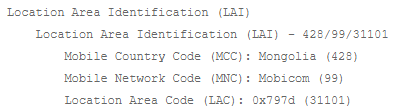 Location Area Identification (LAI)
Location Area Identification (LAI) - 428/99/31101
Mobile Country Code (MCC): Mongolia (428)
Mobile Network Code (MNC): Mobicom (99)
Location Area Code (LAC): 0x797d (31101)